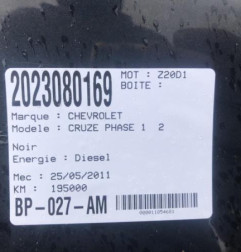 2023080169
MOT : Z20D1
BOITE :
Marque : CHEVROLET
Modele : CRUZE PHASE 1 2
Noir
Energie : Diesel
Mec : 25/05/2011
KM : 195000
BP-027-AM